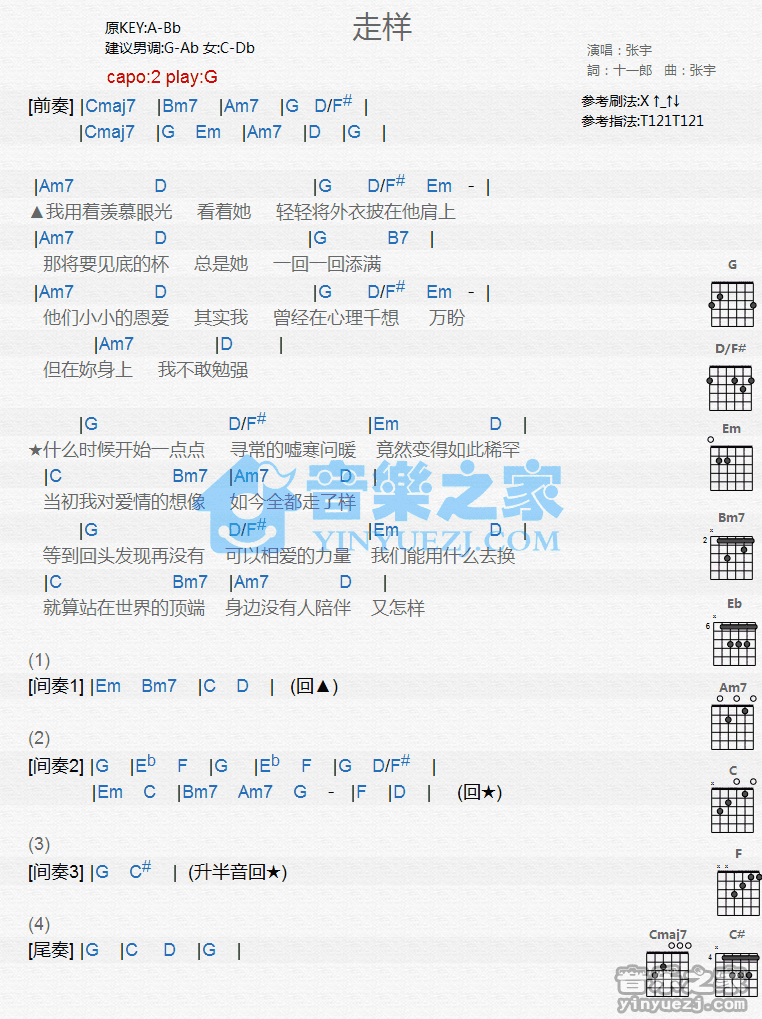 走样
原KEY:A-Bb
建议男调:G-Ab 女:C-Db
capo:2 play:G
演唱：张宇
詞：十一郎 曲：张宇
参考刷法:X↑_↑↓
参考指法:T121T121
[前奏] |Cmaj7 |Bm7 |Am7 |G D/F# |
|Cmaj7 |G Em |Am7 |D |G |
|Am7 D |G D/F# Em - |
▲我用着羡慕眼光 看着她 轻轻将外衣披在他肩上
|Am7 D |G B7 |
那将要见底的杯 总是她 一回一回添满
|Am7 D |G D/F# Em - |
他们小小的恩爱 其实我 曾经在心理千想 万盼
|Am7 |D |
但在妳身上 我不敢勉强
|G D/F# |Em D |
★什么时候开始一点点 寻常的嘘寒问暖 竟然变得如此稀罕
|C Bm7 |Am7 D |
当初我对爱情的想像 如今全都走了样
|G D/F# |Em D |
等到回头发现再没有 可以相爱的力量 我们能用什么去换
|C Bm7 |Am7 D |
就算站在世界的顶端 身边没有人陪伴 又怎样
(1)
[间奏1] |Em Bm7 |C D | (回▲)
(2)
[间奏2] |G |Eb F |G |Eb F |G D/F# |
|Em C |Bm7 Am7 G - |F |D | (回★)
(3)
[间奏3] |G C# | (升半音回★)
(4)
[尾奏] |G |C D |G |
G
D/F#
Em
Bm7
x
2
Eb
x
6
Am7
C
x
F
x x
Cmaj7
C#
x
4
音樂之家
YINYUEZJ.COM
音樂之家
yinyuezj.com